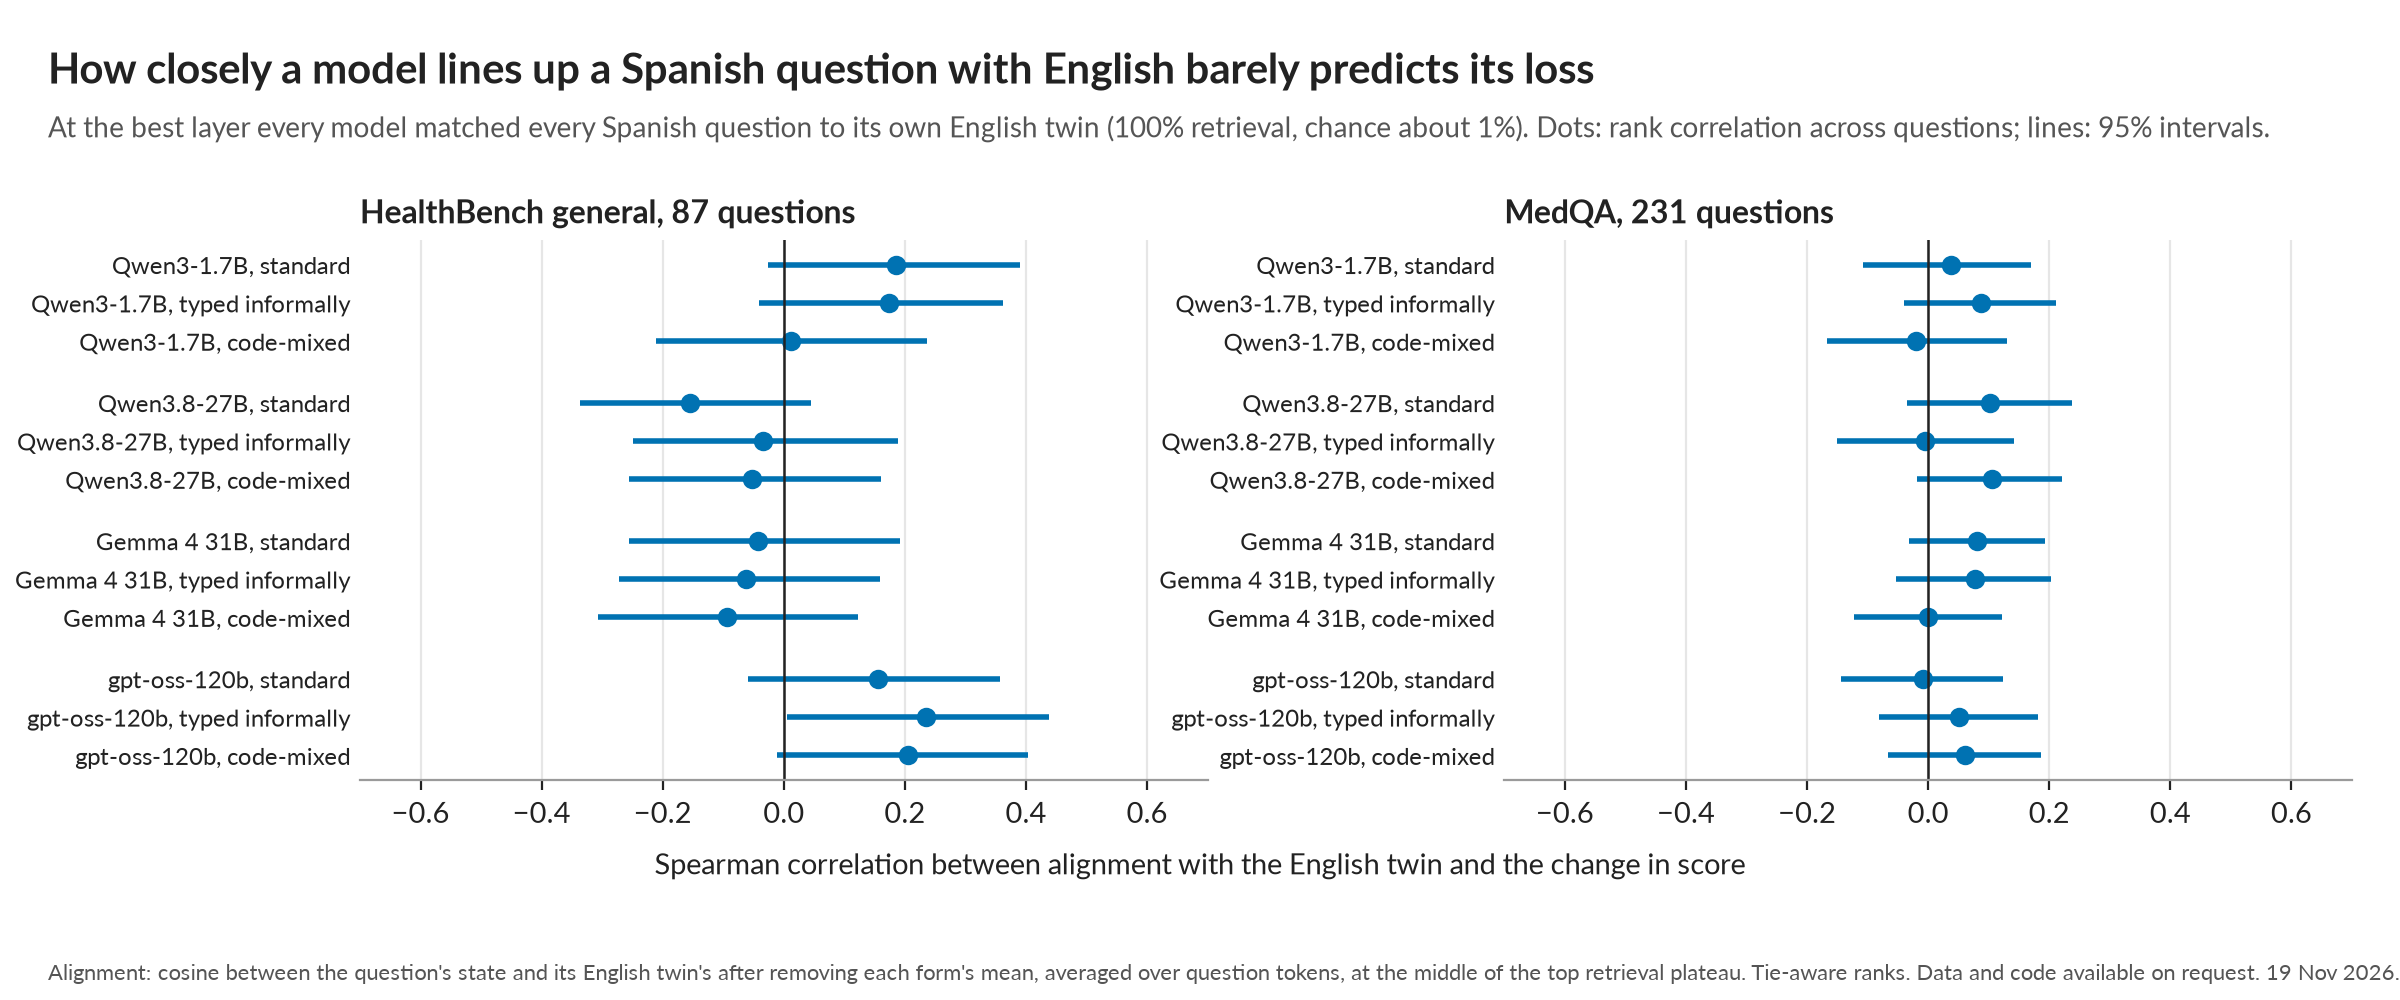 How closely a model lines up a Spanish question with English barely predicts its loss
At the best layer every model matched every Spanish question to its own English twin (100% retrieval, chance about 1%). Dots: rank correlation across questions; lines: 95% intervals.
HealthBench general, 87 questions
Qwen3-1.7B, standard
Qwen3-1.7B, typed informally
Qwen3-1.7B, code-mixed
Qwen3.8-27B, standard
Qwen3.8-27B, typed informally
Qwen3.8-27B, code-mixed
Gemma 4 31B, standard
Gemma 4 31B, typed informally
Gemma 4 31B, code-mixed
gpt-oss-120b, standard
gpt-oss-120b, typed informally
gpt-oss-120b, code-mixed
−0.6 −0.4 −0.2 0.0 0.2 0.4 0.6
MedQA, 231 questions
Qwen3-1.7B, standard
Qwen3-1.7B, typed informally
Qwen3-1.7B, code-mixed
Qwen3.8-27B, standard
Qwen3.8-27B, typed informally
Qwen3.8-27B, code-mixed
Gemma 4 31B, standard
Gemma 4 31B, typed informally
Gemma 4 31B, code-mixed
gpt-oss-120b, standard
gpt-oss-120b, typed informally
gpt-oss-120b, code-mixed
−0.6 −0.4 −0.2 0.0 0.2 0.4 0.6
Spearman correlation between alignment with the English twin and the change in score
Alignment: cosine between the question's state and its English twin's after removing each form's mean, averaged over question tokens, at the middle of the top retrieval plateau. Tie-aware ranks. Data and code available on request. 19 Nov 2026.